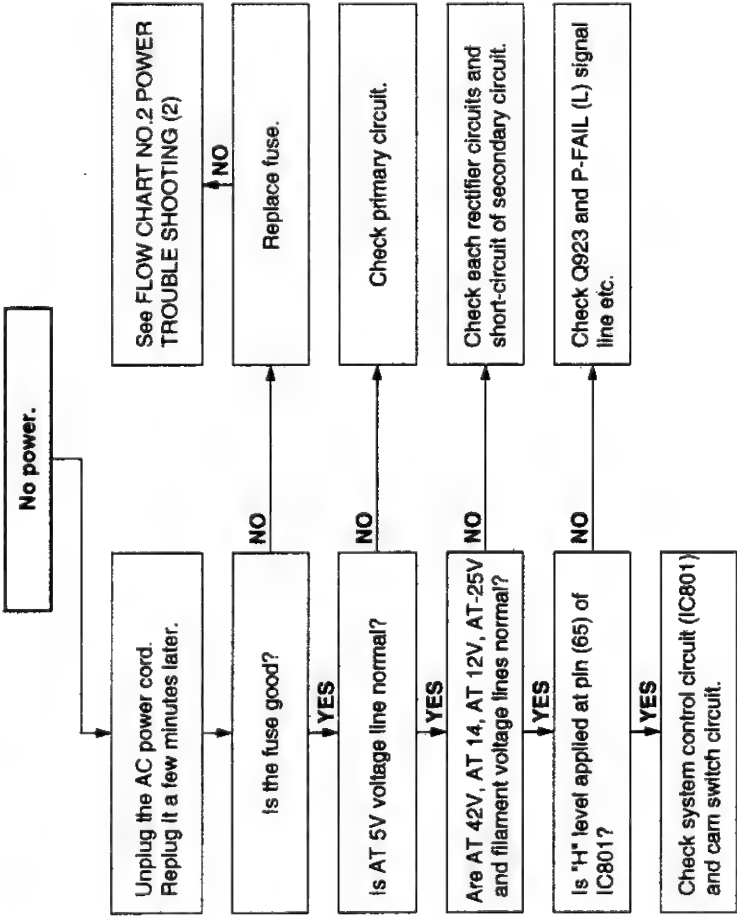 No power.
Unplug the AC power cord.
Replug it a few minutes later.
Is the fuse good?
NO
Replace fuse.
NO
See FLOW CHART NO.2 POWER
TROUBLE SHOOTING (2)
YES
Is AT 5V voltage line normal?
NO
Check primary circuit.
YES
Are AT 42V, AT 14, AT 12V, AT-25V
and filament voltage lines normal?
NO
Check each rectifier circuits and
short-circuit of secondary circuit.
YES
Is "H" level applied at pin (65) of
IC801?
NO
Check Q923 and P-FAIL (L) signal
line etc.
YES
Check system control circuit (IC801)
and cam switch circuit.